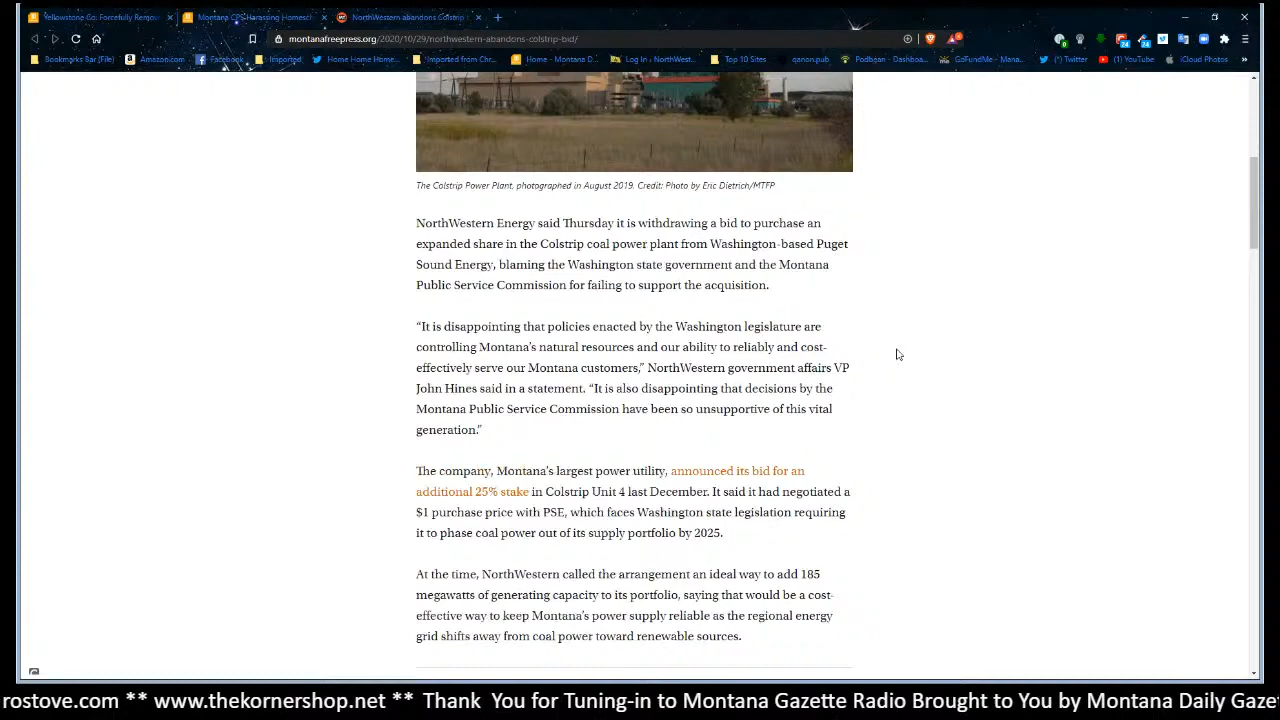 Yellowstone Co: Forcefully Remov
Montana CPS Harassing Homesch
NorthWestern abandons Colstrip
montanafreepress.org/2020/10/29/northwestern-abandons-colstrip-bid/
Bookmarks Bar (File) Amazon.com Facebook Imported Home Home Home... Imported from Chr... Home - Montana D... Log In ‹ NorthWest... Top 10 Sites qanon.pub Podbean - Dashboa... GoFundMe - Mana... (*) Twitter (1) YouTube iCloud Photos
The Colstrip Power Plant, photographed in August 2019. Credit: Photo by Eric Dietrich/MTFP
NorthWestern Energy said Thursday it is withdrawing a bid to purchase an
expanded share in the Colstrip coal power plant from Washington-based Puget
Sound Energy, blaming the Washington state government and the Montana
Public Service Commission for failing to support the acquisition.
“It is disappointing that policies enacted by the Washington legislature are
controlling Montana’s natural resources and our ability to reliably and cost-
effectively serve our Montana customers,” NorthWestern government affairs VP
John Hines said in a statement. “It is also disappointing that decisions by the
Montana Public Service Commission have been so unsupportive of this vital
generation.”
The company, Montana’s largest power utility, announced its bid for an
additional 25% stake in Colstrip Unit 4 last December. It said it had negotiated a
$1 purchase price with PSE, which faces Washington state legislation requiring
it to phase coal power out of its supply portfolio by 2025.
At the time, NorthWestern called the arrangement an ideal way to add 185
megawatts of generating capacity to its portfolio, saying that would be a cost-
effective way to keep Montana’s power supply reliable as the regional energy
grid shifts away from coal power toward renewable sources.
rostove.com ** www.thekornershop.net ** Thank You for Tuning-in to Montana Gazette Radio Brought to You by Montana Daily Gaze